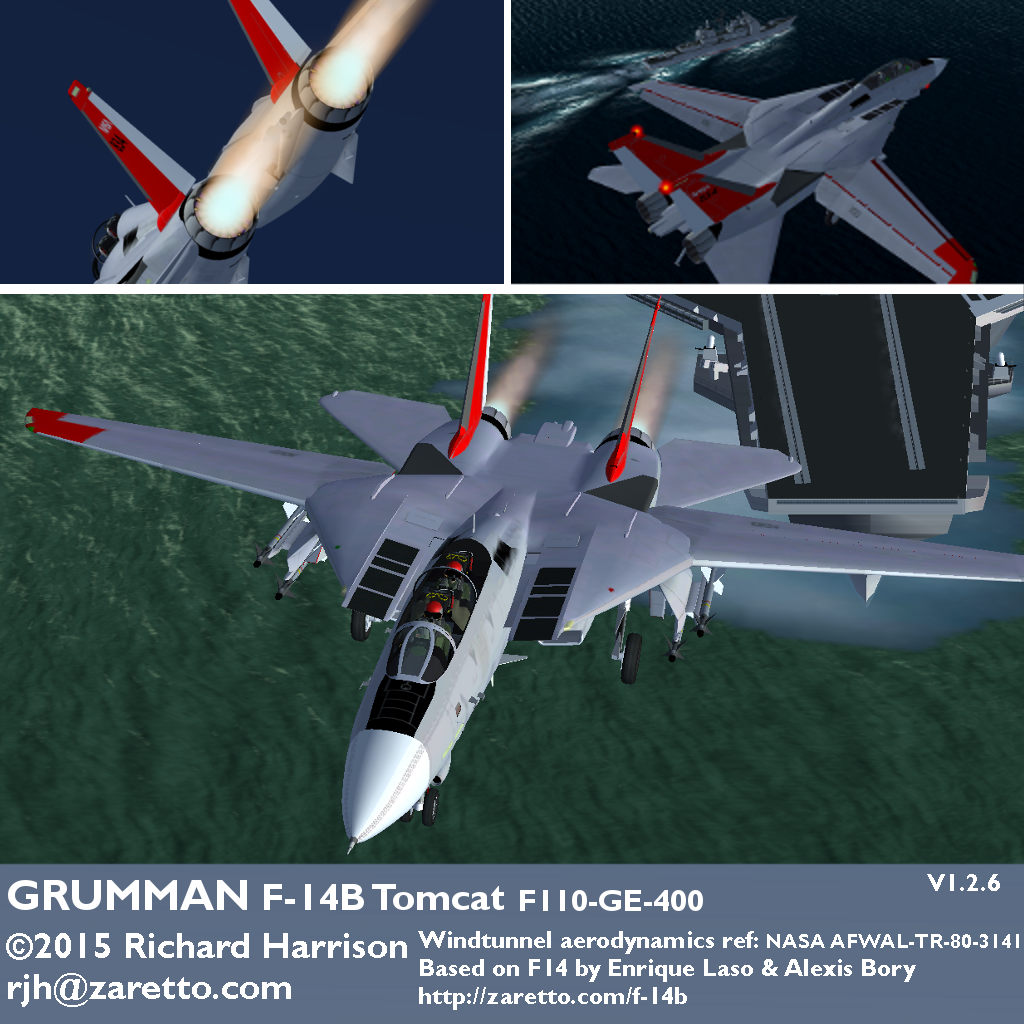 GRUMMAN F-14B Tomcat F110-GE-400
V1.2.6
©2015 Richard Harrison
rjh@zaretto.com
Windtunnel aerodynamics ref: NASA AFWAL-TR-80-3141
Based on F14 by Enrique Laso & Alexis Bory
http://zaretto.com/f-14b